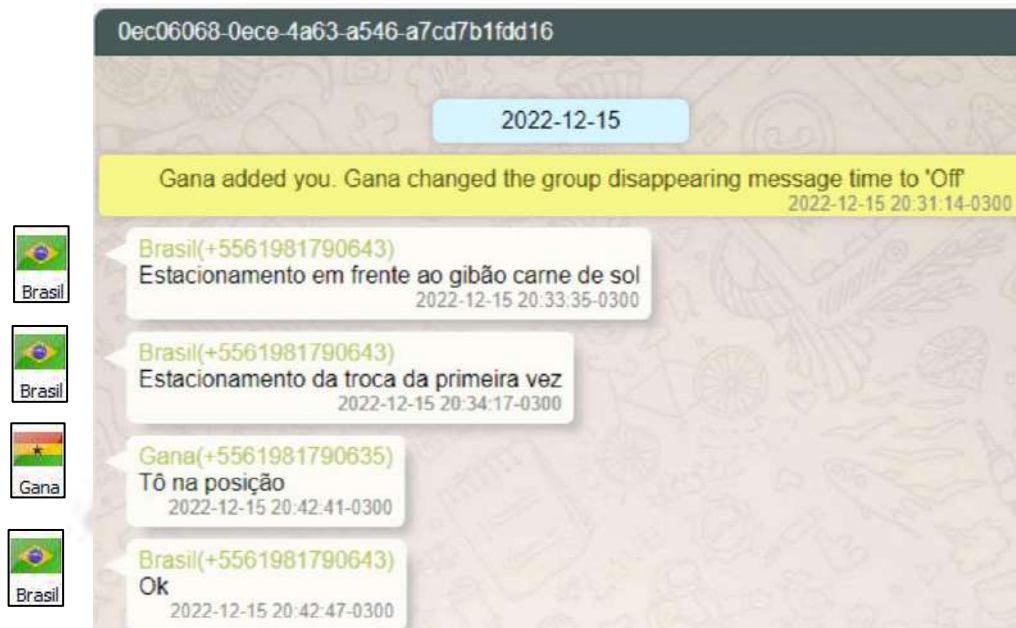 0ec06068-0ece-4a63-a546-a7cd7b1fdd16
2022-12-15
Gana added you. Gana changed the group disappearing message time to 'Off'
2022-12-15 20:31:14-0300
Brasil
Brasil(+5561981790643)
Estacionamento em frente ao gibão carne de sol
2022-12-15 20:33:35-0300
Brasil
Brasil(+5561981790643)
Estacionamento da troca da primeira vez
2022-12-15 20:34:17-0300
Gana
Gana(+5561981790635)
Tô na posição
2022-12-15 20:42:41-0300
Brasil
Brasil(+5561981790643)
Ok
2022-12-15 20:42:47-0300